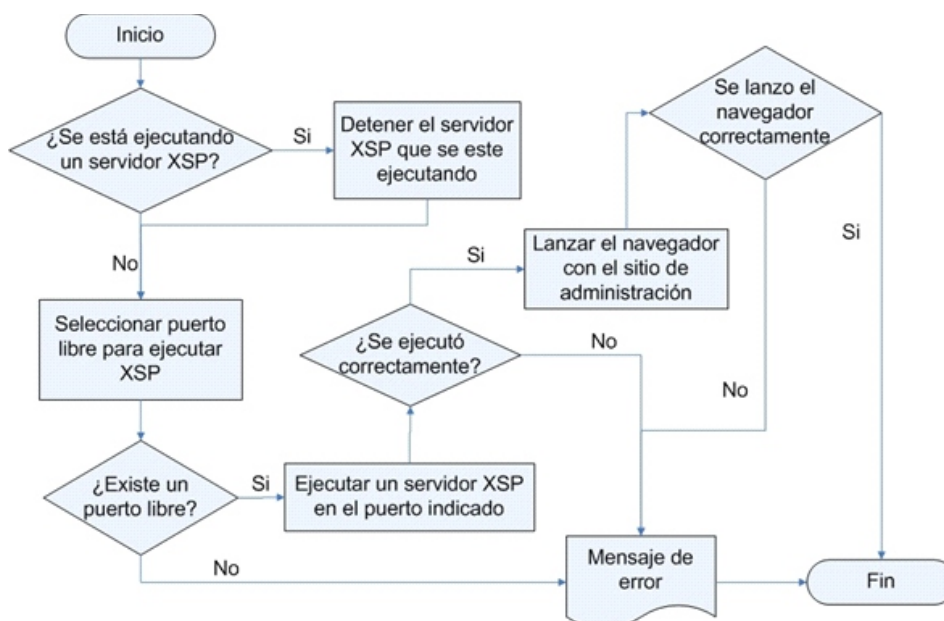 Inicio
¿Se está ejecutando
un servidor XSP?
Si
Detener el servidor
XSP que se este
ejecutando
No
Seleccionar puerto
libre para ejecutar
XSP
¿Existe un
puerto libre?
Si
Ejecutar un servidor XSP
en el puerto indicado
No
¿Se ejecutó
correctamente?
Si
No
Lanzar el navegador
con el sitio de
administración
Se lanzo el
navegador
correctamente
Si
No
Mensaje de
error
Fin